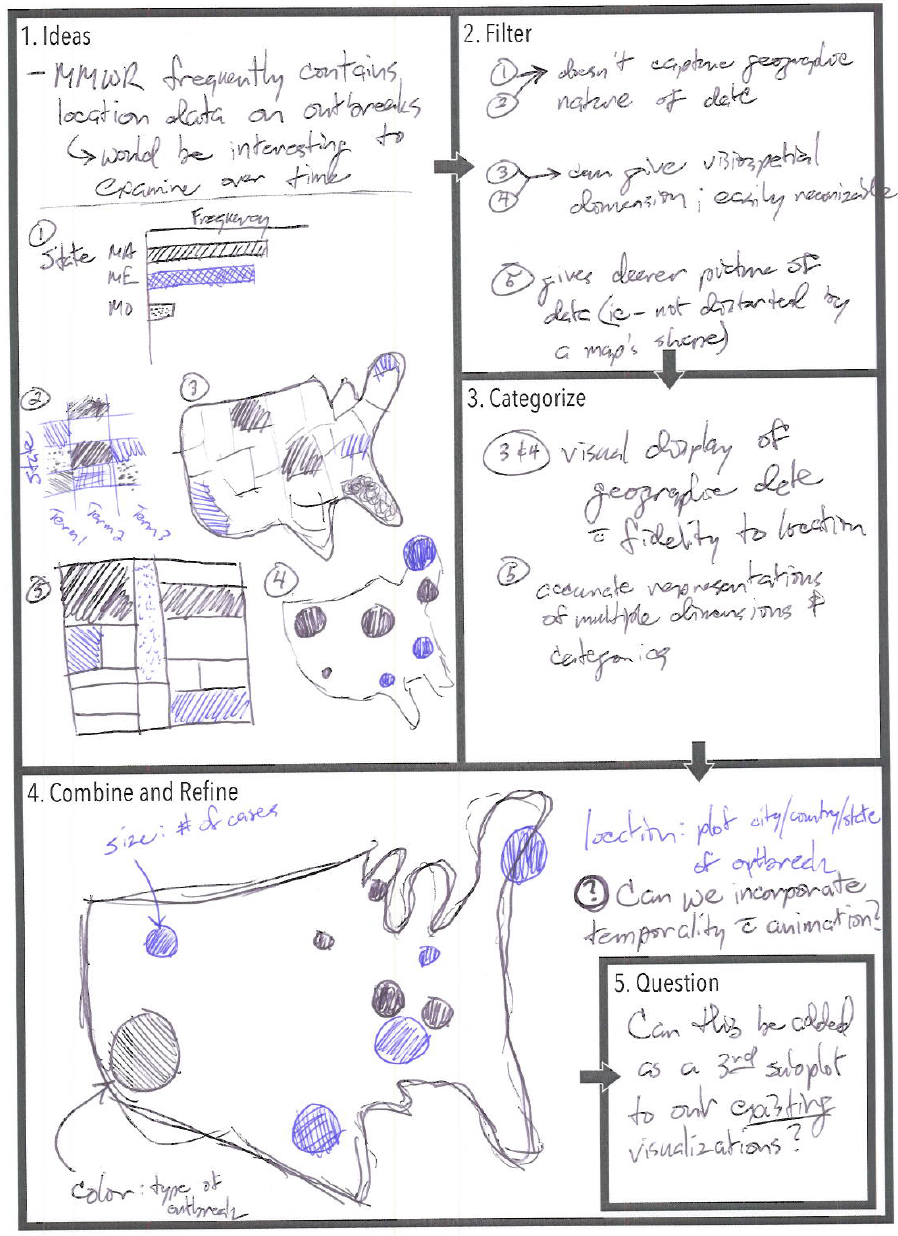 1. Ideas
- MMWR frequently contains
location data on outbreaks
↳ would be interesting to
examine over time
Frequency
①
State MA
ME
MO
②
State
Term 1
Term 2
Term 3
③
⑤
④
2. Filter
① → doesn't capture geographic
② nature of data
③ → can give visiospatial
④ dimension; easily recognizable
⑤ gives clearer picture of
data (ie - not distorted by
a map's shape)
3. Categorize
3 & 4 visual display of
geographic data
c̄ fidelity to location
⑤ accurate representations
of multiple dimensions &
categories
4. Combine and Refine
size: # of cases
color: type of
outbreak
location: plot city/country/state
of outbreak
? Can we incorporate
temporality c̄ animation?
5. Question
Can this be added
as a 3rd subplot
to our existing
visualizations?